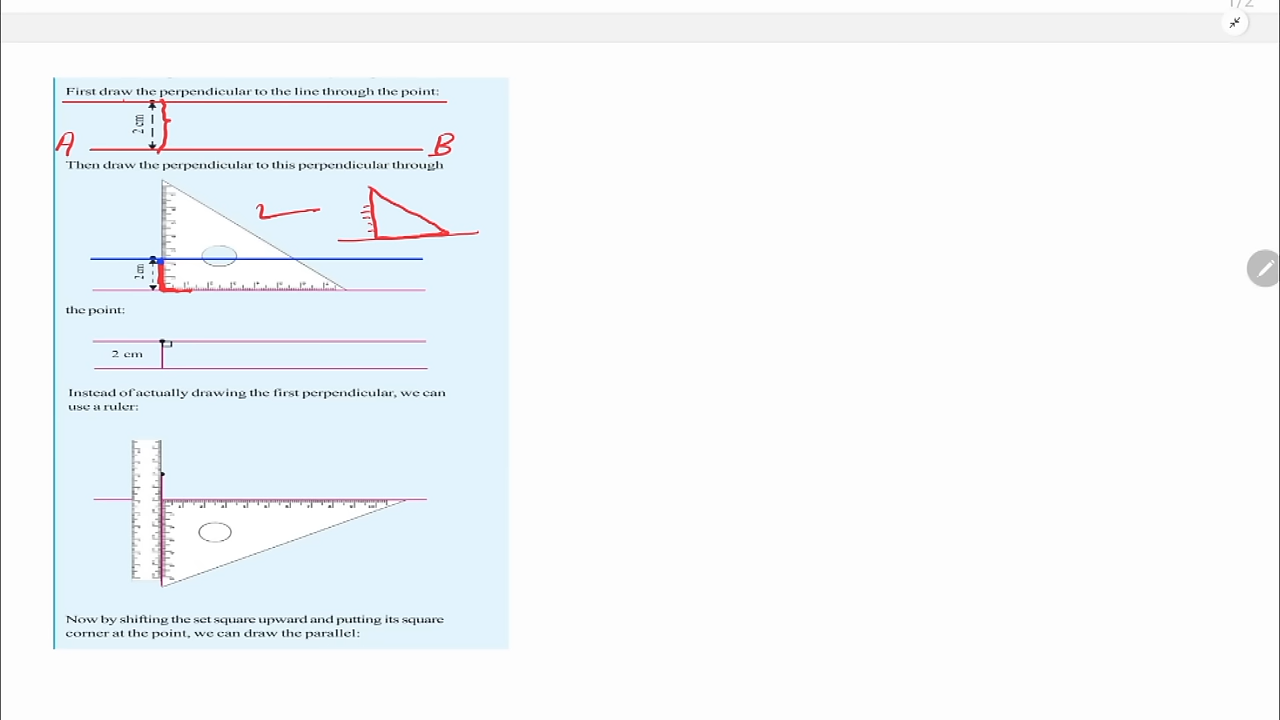 1/2
First draw the perpendicular to the line through the point:
2 cm
A B
Then draw the perpendicular to this perpendicular through
2
2 cm
the point:
2 cm
Instead of actually drawing the first perpendicular, we can
use a ruler:
Now by shifting the set square upward and putting its square
corner at the point, we can draw the parallel: